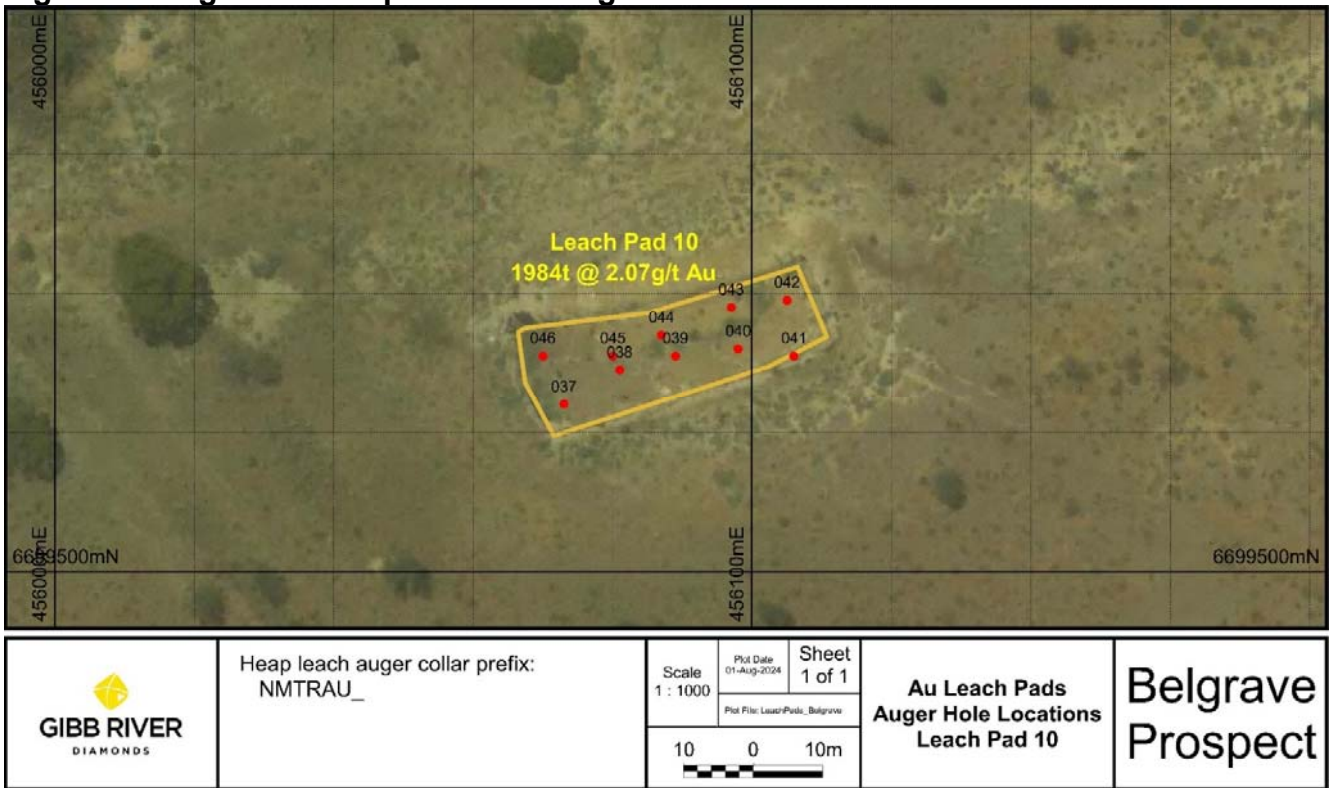 456000mE
456100mE
Leach Pad 10
1984t @ 2.07g/t Au
042
043
044
040
041
046
045
039
038
037
6699500mN
6699500mN
456000mE
456100mE
GIBB RIVER
DIAMONDS
Heap leach auger collar prefix:
NMTRAU_
Scale
1 : 1000
Plot Date
01-Aug-2024
Sheet
1 of 1
Plot File: LeachPads_Belgrave
10 0 10m
Au Leach Pads
Auger Hole Locations
Leach Pad 10
Belgrave
Prospect